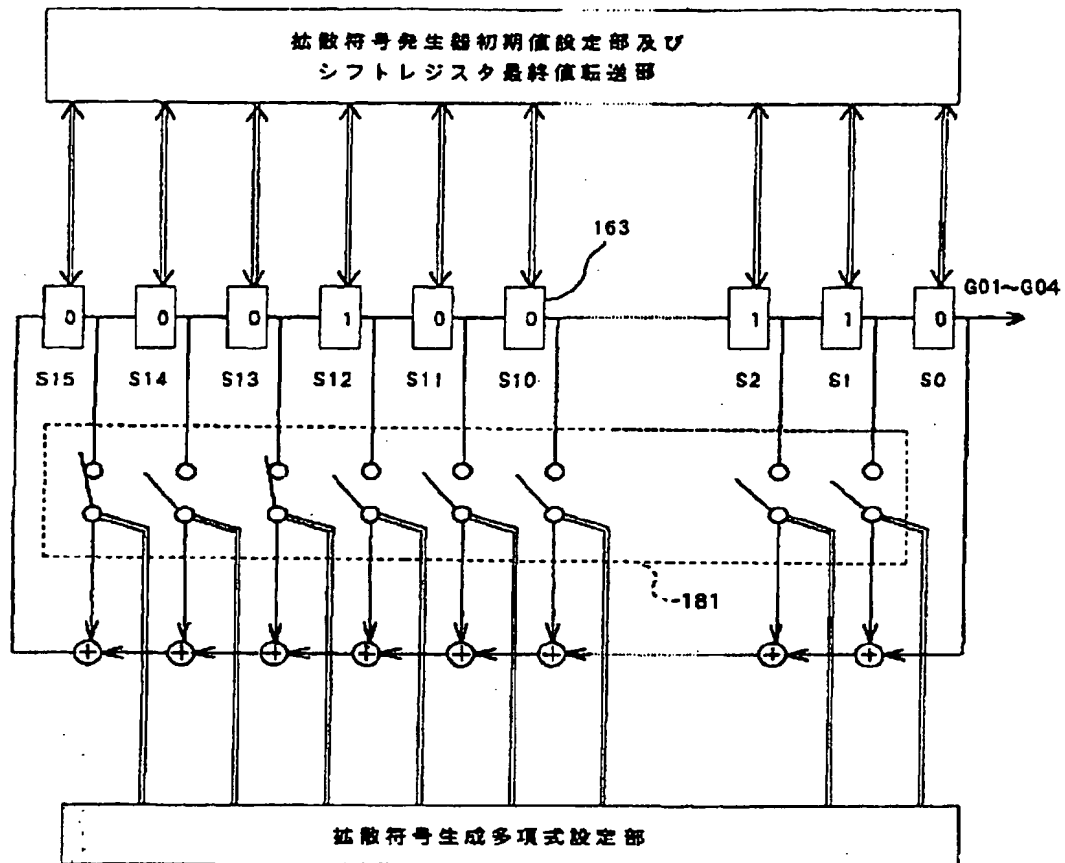 拡散符号発生器初期値設定部及び
シフトレジスタ最終値転送部
163
G01~G04
0 0 0 1 0 0 1 1 0
S15 S14 S13 S12 S11 S10 S2 S1 S0
181
+ + + + + + + +
拡散符号生成多項式設定部